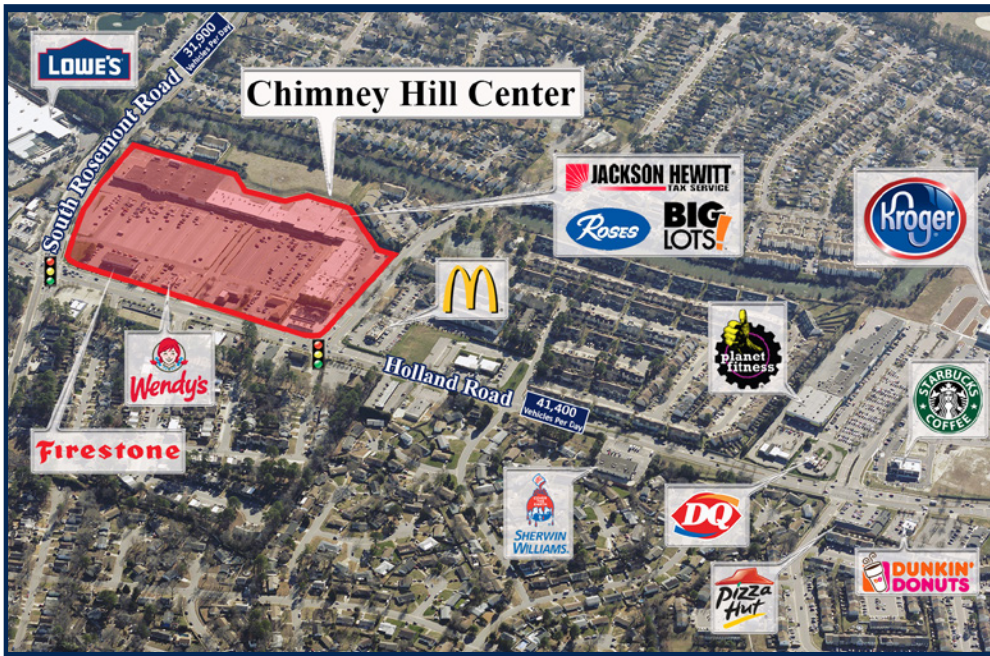 LOWE'S
31,900
Vehicles Per Day
South Rosemont Road
Chimney Hill Center
JACKSON HEWITT
TAX SERVICE
ROSES
BIG
LOTS!
Kroger
M
planet
fitness
Wendy's
STARBUCKS
COFFEE
Holland Road
41,400
Vehicles Per Day
Firestone
SHERWIN
WILLIAMS.
DQ
Pizza
Hut
DUNKIN'
DONUTS